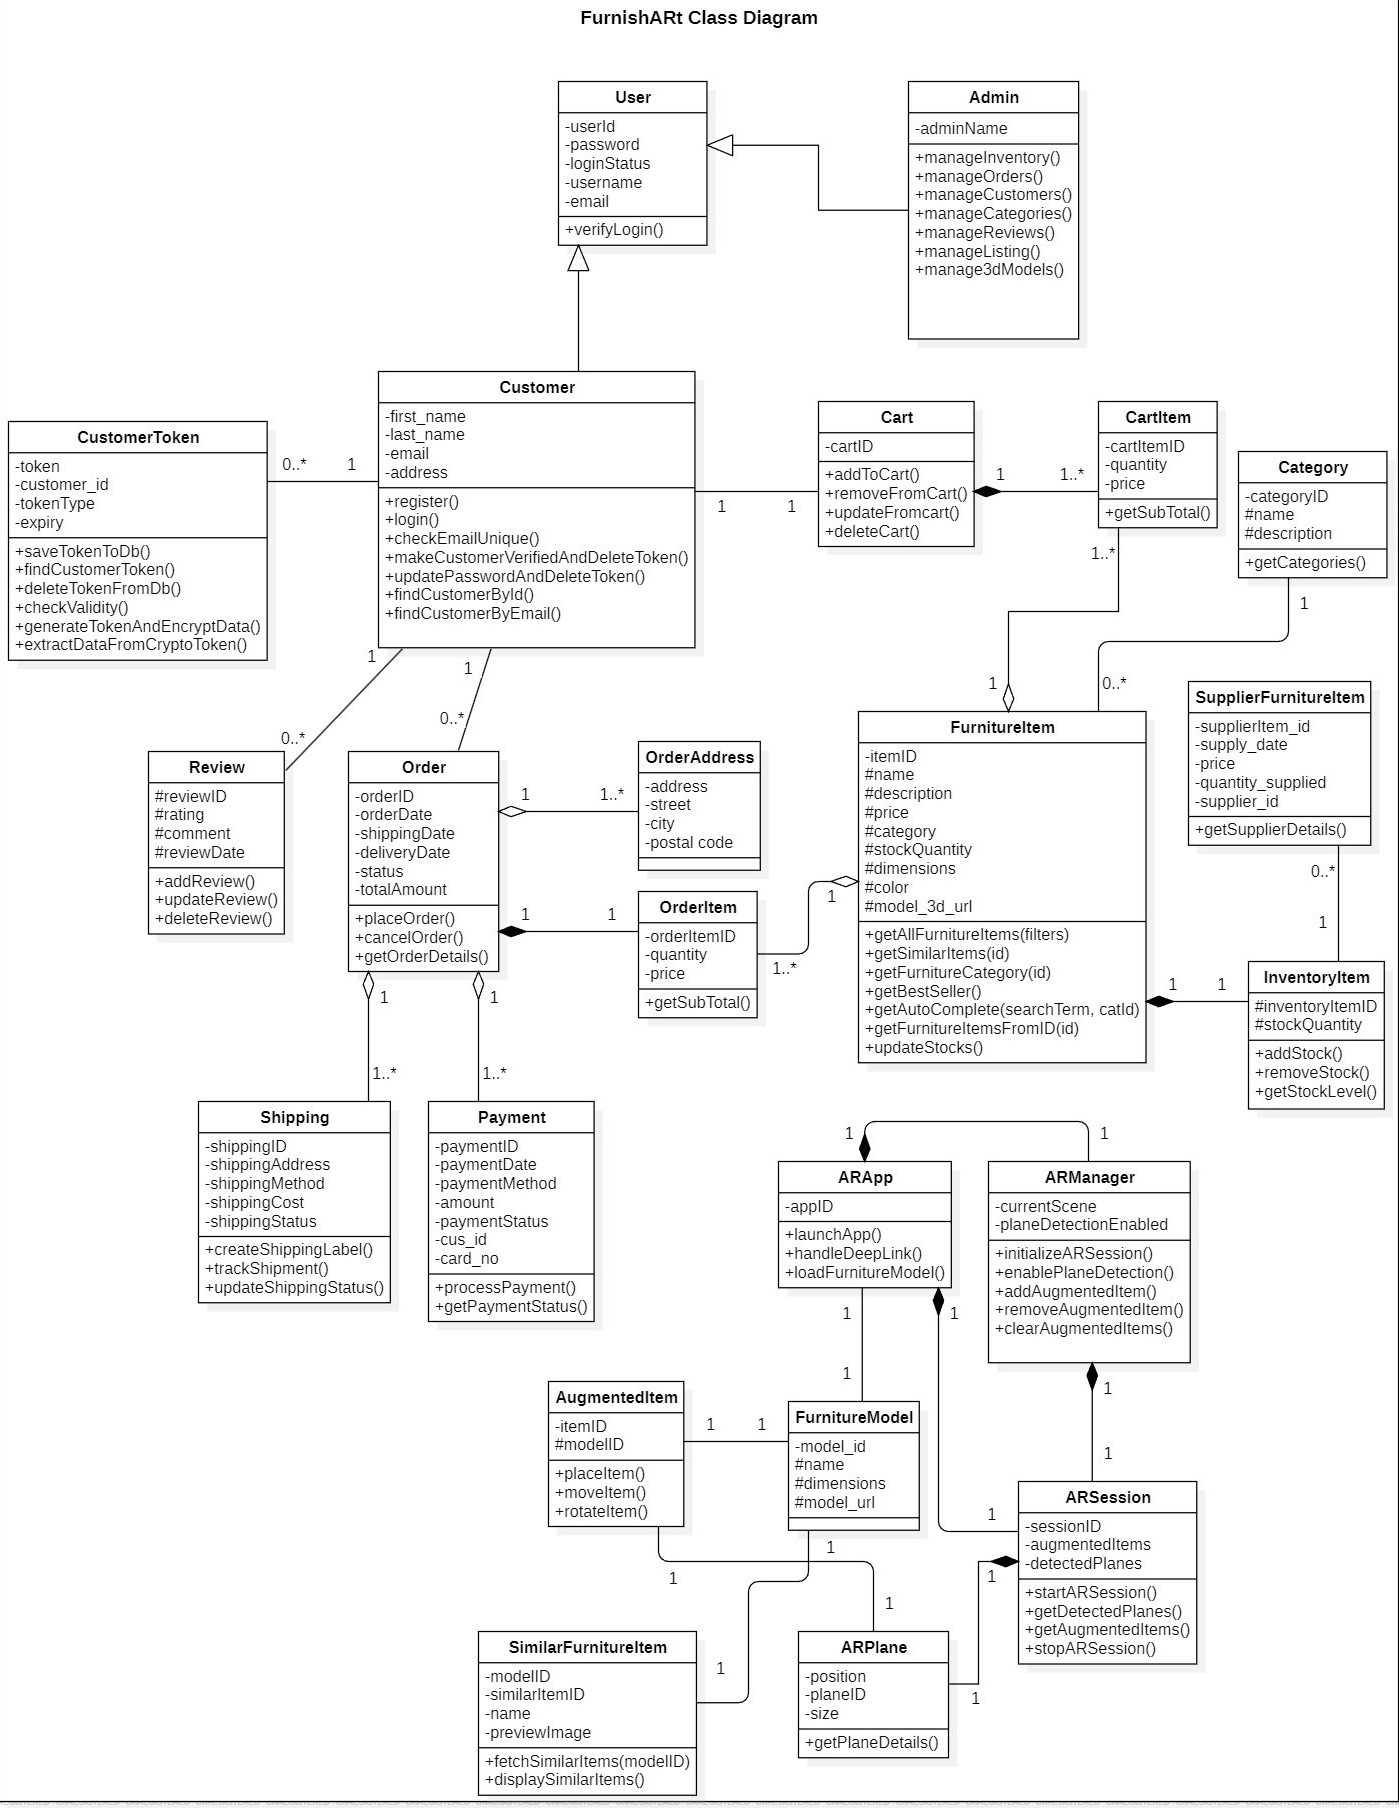 FurnishARt Class Diagram
User
-userId
-password
-loginStatus
-username
-email
+verifyLogin()
Admin
-adminName
+manageInventory()
+manageOrders()
+manageCustomers()
+manageCategories()
+manageReviews()
+manageListing()
+manage3dModels()
CustomerToken
-token
-customer_id
-tokenType
-expiry
+saveTokenToDb()
+findCustomerToken()
+deleteTokenFromDb()
+checkValidity()
+generateTokenAndEncryptData()
+extractDataFromCryptoToken()
0..*
1
Customer
-first_name
-last_name
-email
-address
+register()
+login()
+checkEmailUnique()
+makeCustomerVerifiedAndDeleteToken()
+updatePasswordAndDeleteToken()
+findCustomerById()
+findCustomerByEmail()
1
1
Cart
-cartID
+addToCart()
+removeFromCart()
+updateFromcart()
+deleteCart()
1
1..*
CartItem
-cartItemID
-quantity
-price
+getSubTotal()
1..*
1
Category
-categoryID
#name
#description
+getCategories()
1
0..*
1
0..*
1
0..*
Review
#reviewID
#rating
#comment
#reviewDate
+addReview()
+updateReview()
+deleteReview()
Order
-orderID
-orderDate
-shippingDate
-deliveryDate
-status
-totalAmount
+placeOrder()
+cancelOrder()
+getOrderDetails()
1
1..*
OrderAddress
-address
-street
-city
-postal code
1
1
OrderItem
-orderItemID
-quantity
-price
+getSubTotal()
1
1..*
FurnitureItem
-itemID
#name
#description
#price
#category
#stockQuantity
#dimensions
#color
#model_3d_url
+getAllFurnitureItems(filters)
+getSimilarItems(id)
+getFurnitureCategory(id)
+getBestSeller()
+getAutoComplete(searchTerm, catId)
+getFurnitureItemsFromID(id)
+updateStocks()
SupplierFurnitureItem
-supplierItem_id
-supply_date
-price
-quantity_supplied
-supplier_id
+getSupplierDetails()
0..*
1
1
1
InventoryItem
#inventoryItemID
#stockQuantity
+addStock()
+removeStock()
+getStockLevel()
1
1..*
1
1..*
Shipping
-shippingID
-shippingAddress
-shippingMethod
-shippingCost
-shippingStatus
+createShippingLabel()
+trackShipment()
+updateShippingStatus()
Payment
-paymentID
-paymentDate
-paymentMethod
-amount
-paymentStatus
-cus_id
-card_no
+processPayment()
+getPaymentStatus()
1
1
ARApp
-appID
+launchApp()
+handleDeepLink()
+loadFurnitureModel()
ARManager
-currentScene
-planeDetectionEnabled
+initializeARSession()
+enablePlaneDetection()
+addAugmentedItem()
+removeAugmentedItem()
+clearAugmentedItems()
1
1
1
1
1
1
AugmentedItem
-itemID
#modelID
+placeItem()
+moveItem()
+rotateItem()
1
1
FurnitureModel
-model_id
#name
#dimensions
#model_url
ARSession
-sessionID
-augmentedItems
-detectedPlanes
+startARSession()
+getDetectedPlanes()
+getAugmentedItems()
+stopARSession()
1
1
1
1
1
1
SimilarFurnitureItem
-modelID
-similarItemID
-name
-previewImage
+fetchSimilarItems(modelID)
+displaySimilarItems()
ARPlane
-position
-planeID
-size
+getPlaneDetails()